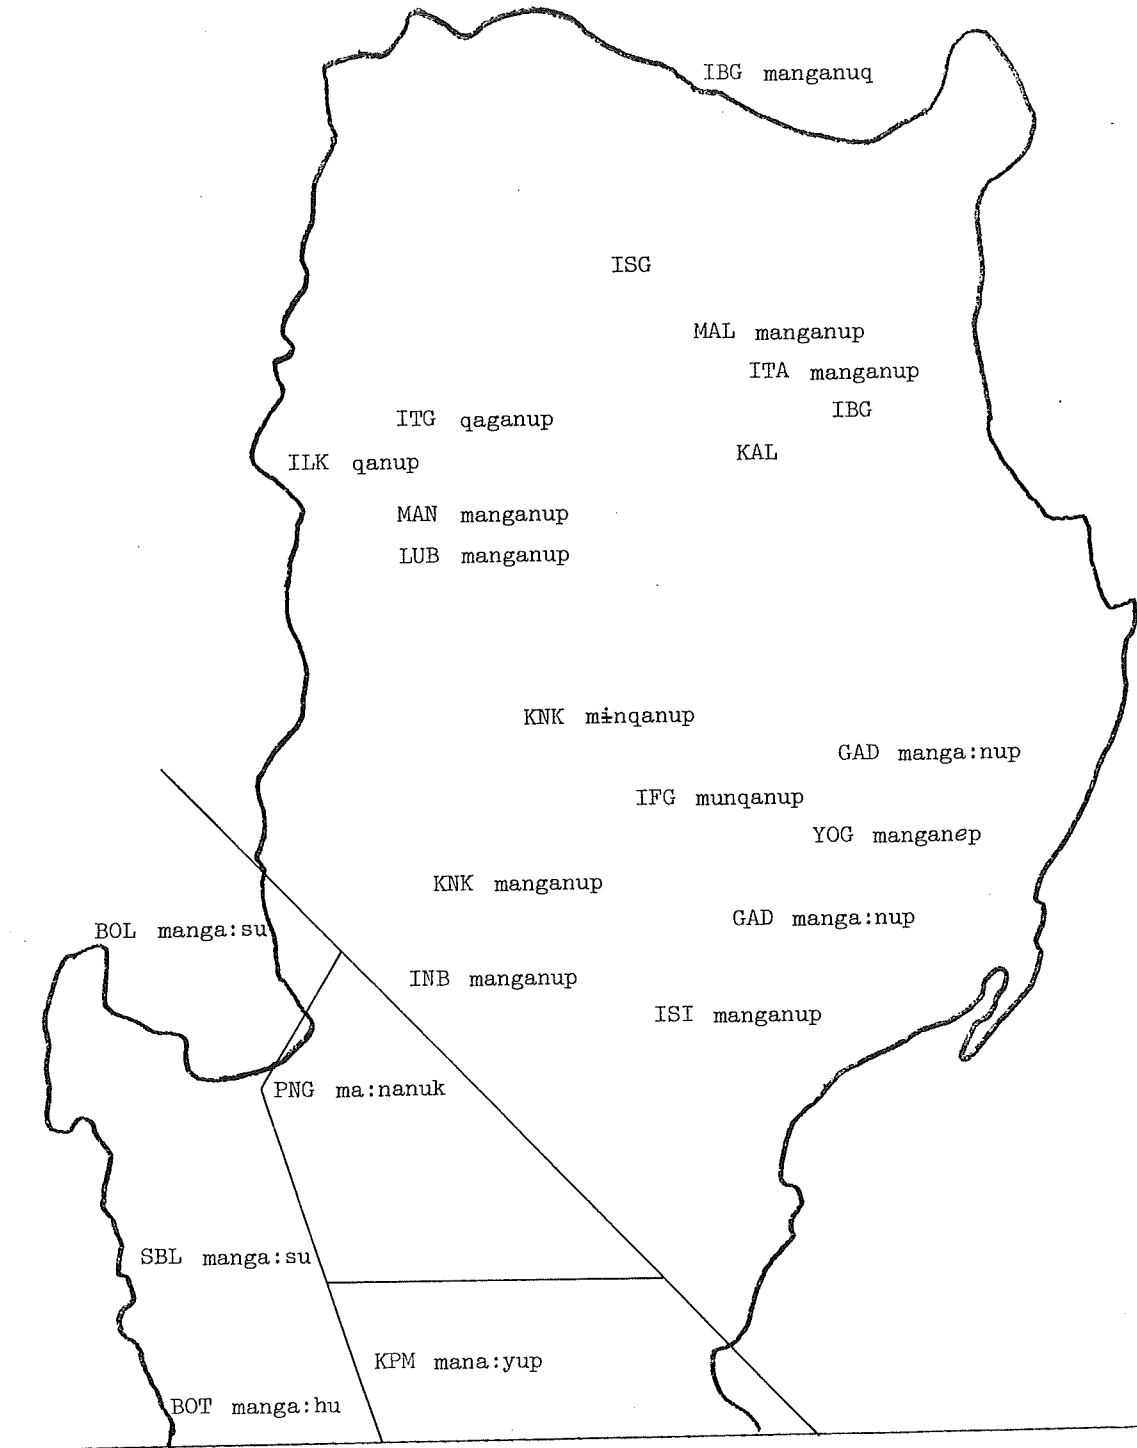 IBG manganuq
ISG
MAL manganup
ITA manganup
IBG
ITG qaganup
KAL
ILK qanup
MAN manganup
LUB manganup
KNK mɨnqanup
GAD manga:nup
IFG munqanup
YOG manganep
KNK manganup
GAD manga:nup
BOL manga:su
INB manganup
ISI manganup
PNG ma:nanuk
SBL manga:su
KPM mana:yup
BOT manga:hu